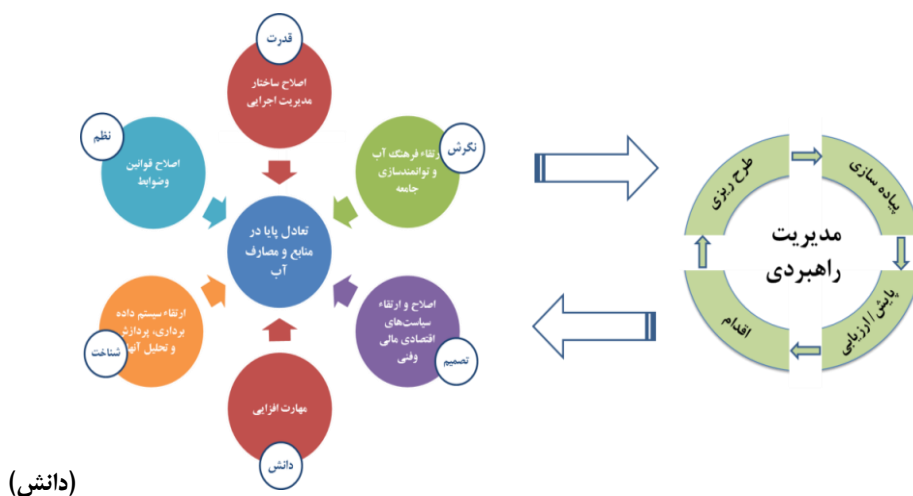 قدرت
اصلاح ساختار
مدیریت اجرایی
نگرش
ارتقاء فرهنگ آب
و توانمندسازی
جامعه
نظم
اصلاح قوانین
وضوابط
تعادل پایا در
منابع و مصارف
آب
اصلاح و ارتقاء
سیاست‌های
اقتصادی مالی
وفنی
تصمیم
ارتقاء سیستم داده
برداری، پردازش
و تحلیل آنها
شناخت
مهارت افزایی
دانش
طرح ریزی
پیاده سازی
مدیریت
راهبردی
پایش/ارزیابی
اقدام
(دانش)